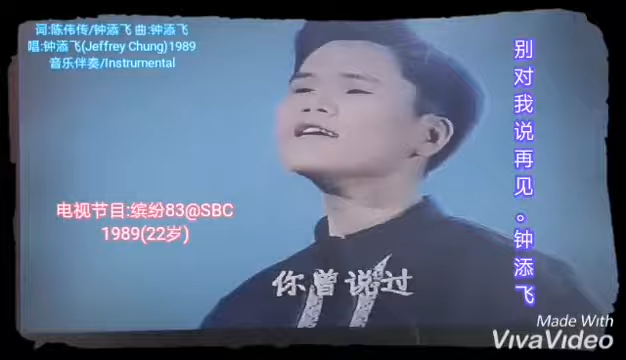 词:陈伟传/钟添飞 曲:钟添飞
唱:钟添飞(Jeffrey Chung)1989
音乐伴奏/Instrumental
别对我说再见。钟添飞
电视节目:缤纷83@SBC
1989(22岁)
你曾说过
Made With
VivaVideo